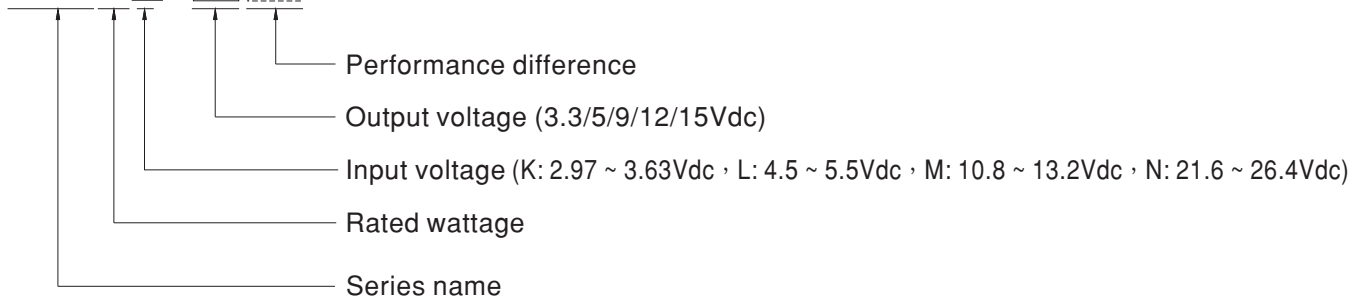 Performance difference
Output voltage (3.3/5/9/12/15Vdc)
Input voltage (K: 2.97 ~ 3.63Vdc，L: 4.5 ~ 5.5Vdc，M: 10.8 ~ 13.2Vdc，N: 21.6 ~ 26.4Vdc)
Rated wattage
Series name